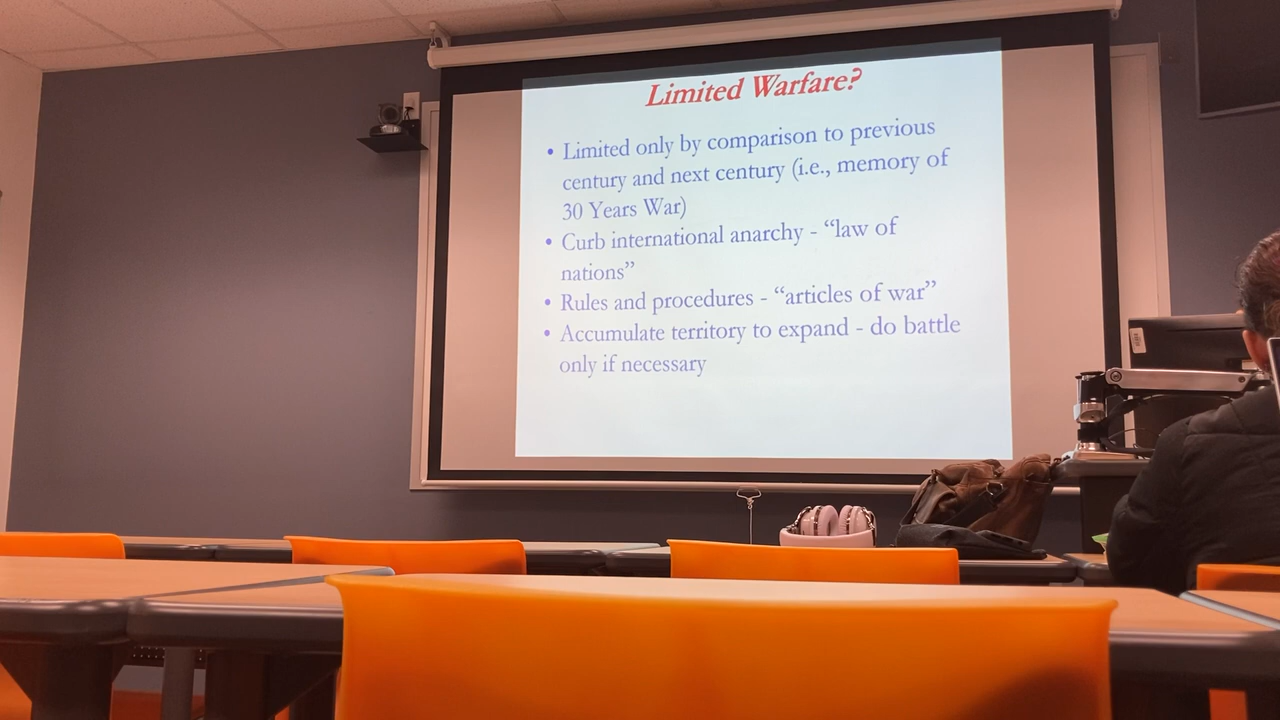 Limited Warfare?
• Limited only by comparison to previous
century and next century (i.e., memory of
30 Years War)
• Curb international anarchy - “law of
nations”
• Rules and procedures - “articles of war”
• Accumulate territory to expand - do battle
only if necessary